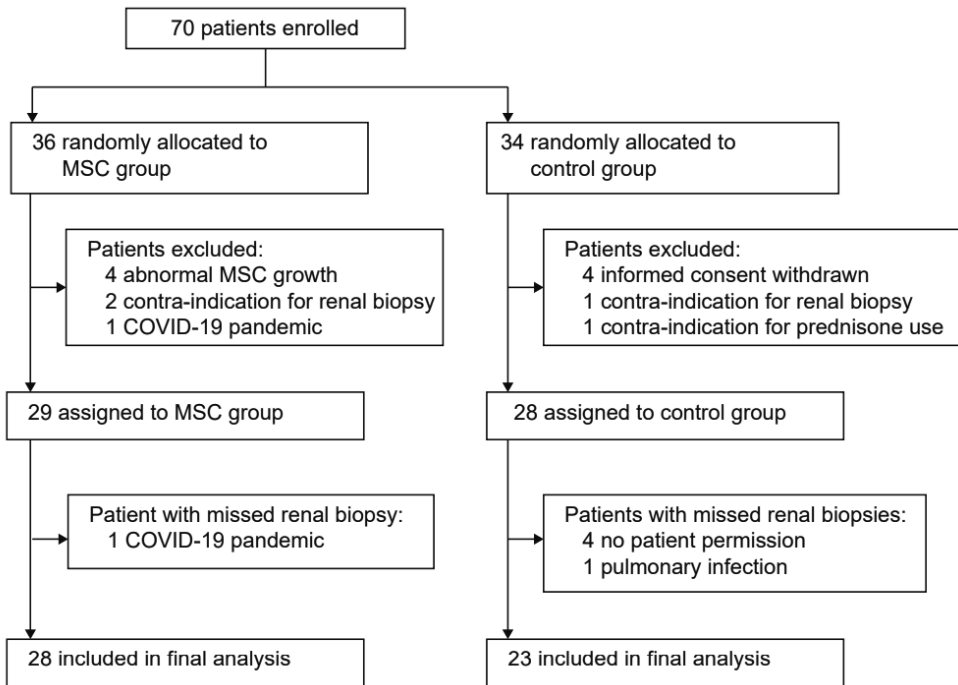 70 patients enrolled
36 randomly allocated to
MSC group
34 randomly allocated to
control group
Patients excluded:
4 abnormal MSC growth
2 contra-indication for renal biopsy
1 COVID-19 pandemic
Patients excluded:
4 informed consent withdrawn
1 contra-indication for renal biopsy
1 contra-indication for prednisone use
29 assigned to MSC group
28 assigned to control group
Patient with missed renal biopsy:
1 COVID-19 pandemic
Patients with missed renal biopsies:
4 no patient permission
1 pulmonary infection
28 included in final analysis
23 included in final analysis